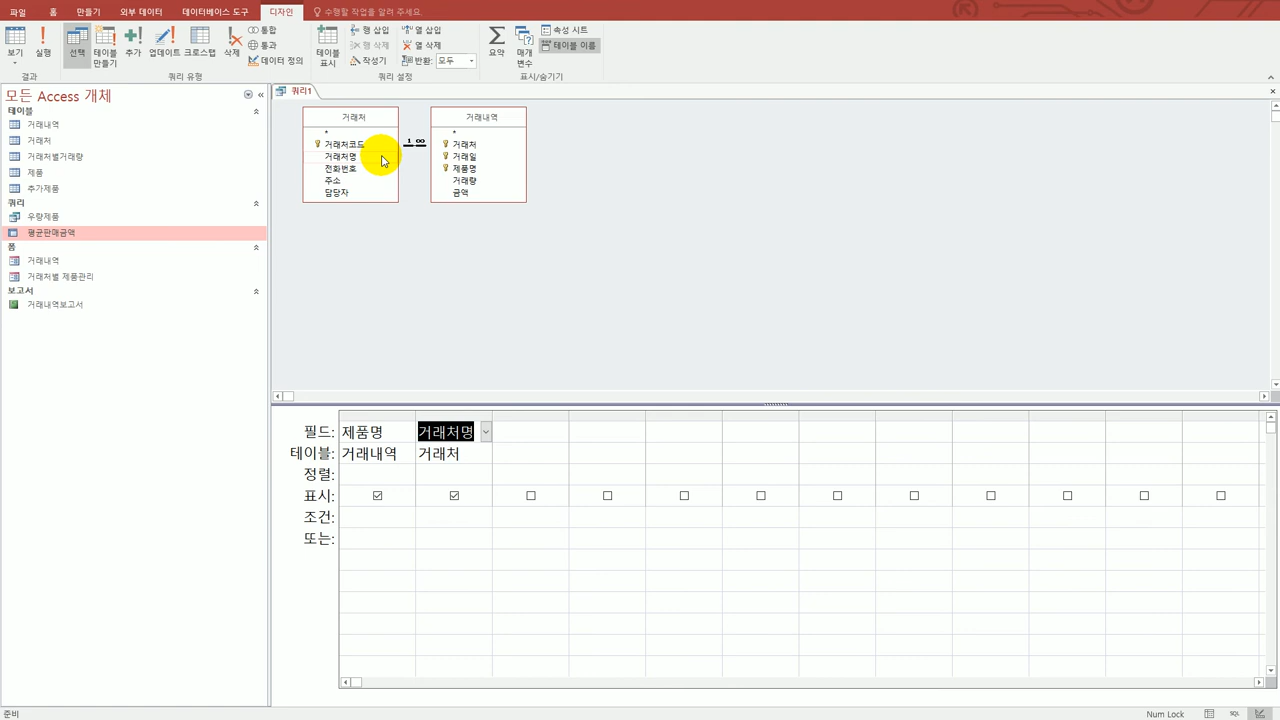 파일 홈 만들기 외부 데이터 데이터베이스 도구 디자인 수행할 작업을 알려 주세요.
보기
실행
선택
테이블
만들기
추가
업데이트
크로스탭
삭제
통합
통과
데이터 정의
테이블
표시
행 삽입
행 삭제
작성기
열 삽입
열 삭제
반환: 모두
요약
매개
변수
속성 시트
테이블 이름
결과 쿼리 유형 쿼리 설정 표시/숨기기
모든 Access 개체
테이블
거래내역
거래처
거래처별거래량
제품
추가제품
쿼리
우량제품
평균판매금액
폼
거래내역
거래처별 제품관리
보고서
거래내역보고서
쿼리1
거래처
*
거래처코드
거래처명
전화번호
주소
담당자
1 ∞
거래내역
*
거래처
거래일
제품명
거래량
금액
필드: 제품명 거래처명
테이블: 거래내역 거래처
정렬:
표시:
조건:
또는:
준비 Num Lock SQL